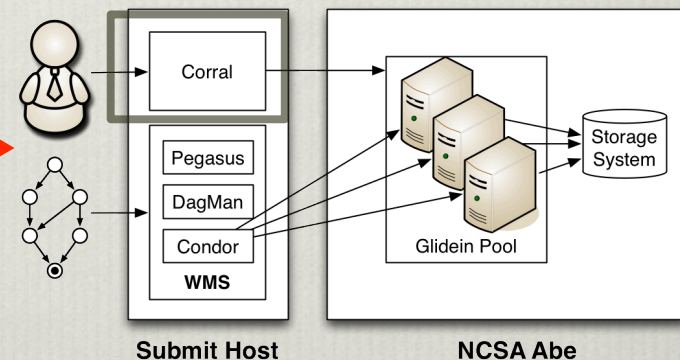 Corral
Pegasus
DagMan
Condor
WMS
Glidein Pool
Storage
System
Submit Host
NCSA Abe